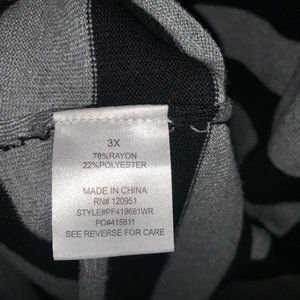 3X
78%RAYON
22%POLYESTER
MADE IN CHINA
RN# 120951
STYLE#PF419681WR
PO#415811
SEE REVERSE FOR CARE